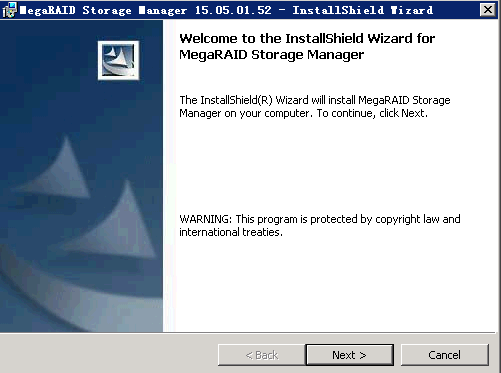 MegaRAID Storage Manager 15.05.01.52 - InstallShield Wizard
Welcome to the InstallShield Wizard for
MegaRAID Storage Manager
The InstallShield(R) Wizard will install MegaRAID Storage
Manager on your computer. To continue, click Next.
WARNING: This program is protected by copyright law and
international treaties.
< Back
Next >
Cancel